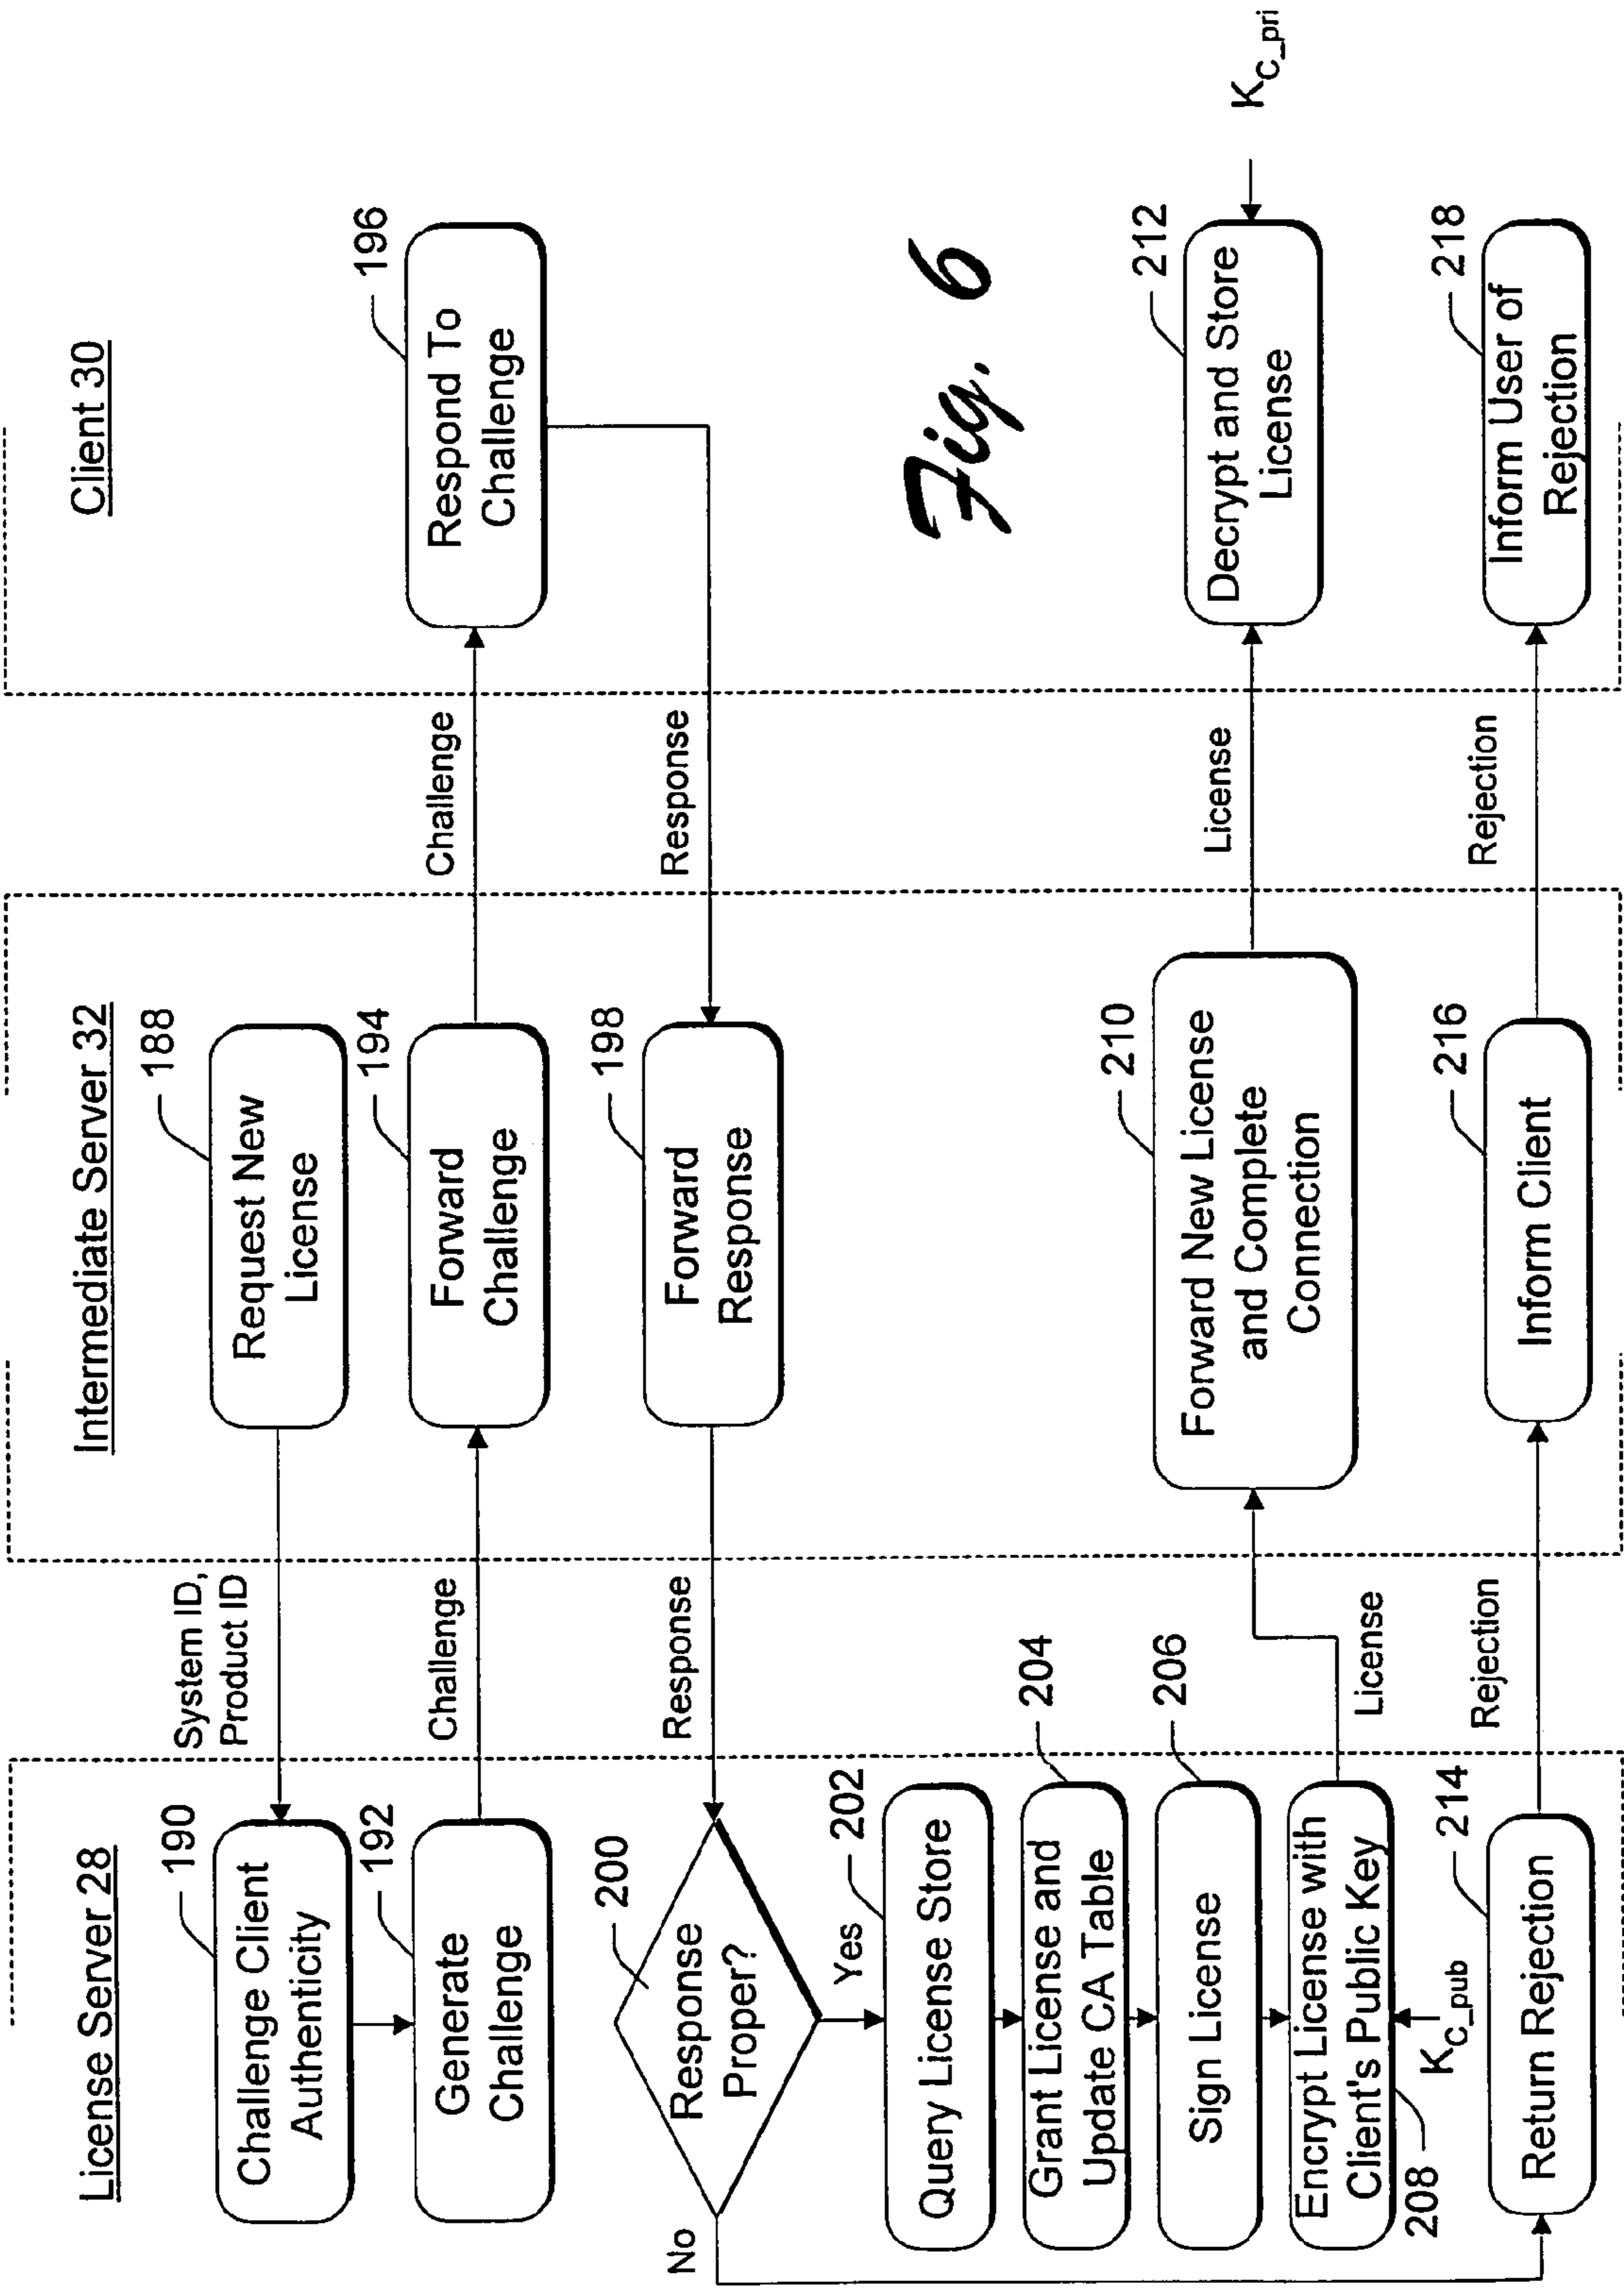 License Server 28
Intermediate Server 32
Client 30
188
Request New
License
System ID,
Product ID
190
Challenge Client
Authenticity
192
Generate
Challenge
Challenge
194
Forward
Challenge
Challenge
196
Respond To
Challenge
Response
198
Forward
Response
Response
200
Response
Proper?
No
Yes
202
Query License Store
204
Grant License and
Update CA Table
206
Sign License
Encrypt License with
Client's Public Key
208
KC_pub
License
210
Forward New License
and Complete
Connection
License
212
Decrypt and Store
License
KC_pri
214
Return Rejection
Rejection
216
Inform Client
Rejection
218
Inform User of
Rejection
Fig. 6